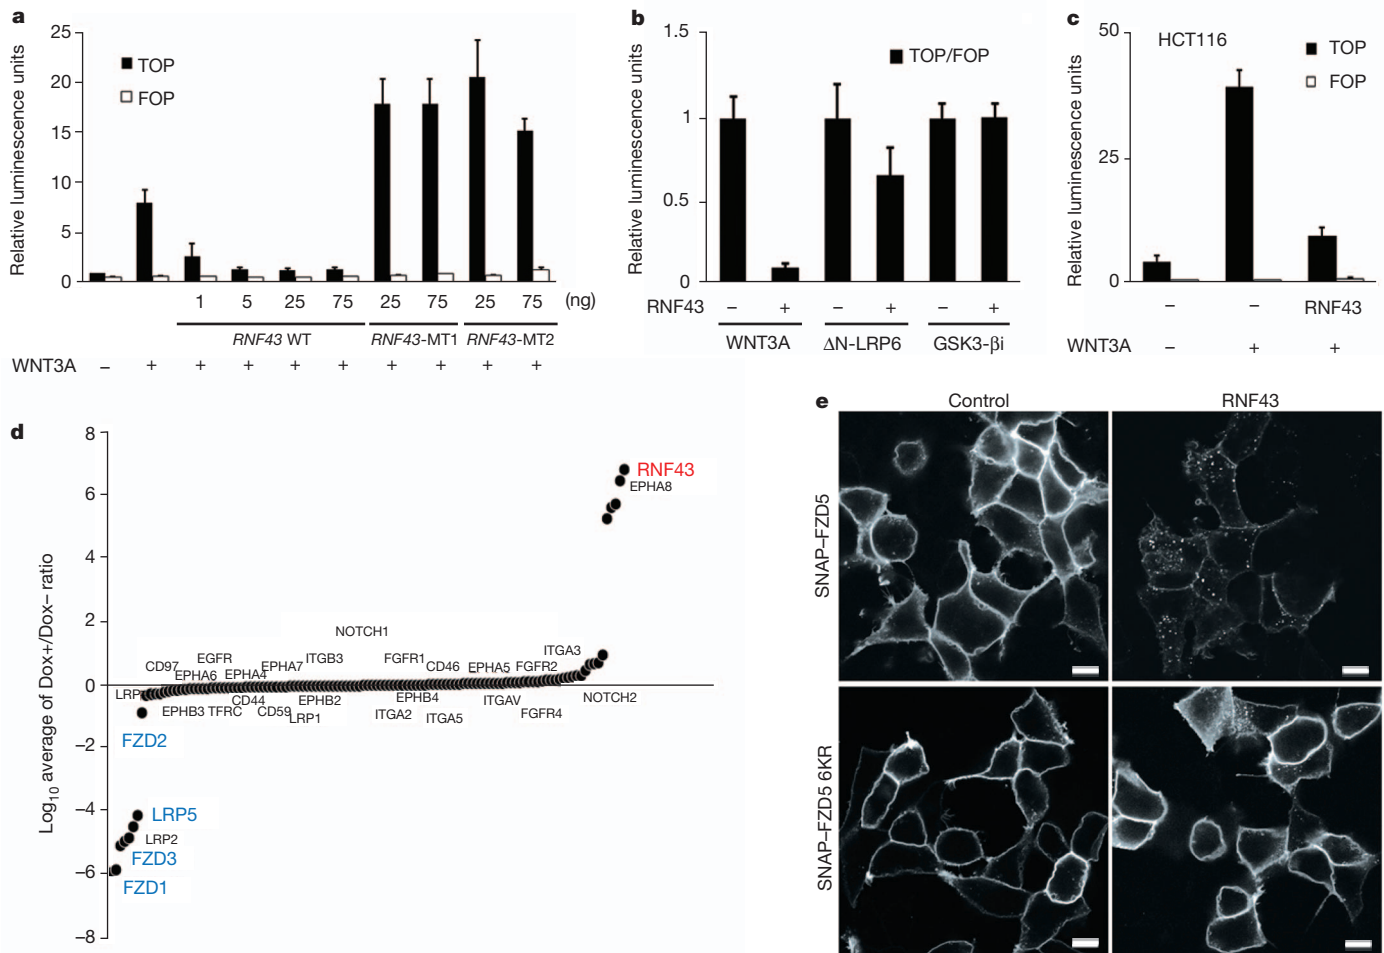 a
Relative luminescence units
25
20
15
10
5
0
TOP
FOP
1 5 25 75 25 75 25 75 (ng)
RNF43 WT RNF43-MT1 RNF43-MT2
WNT3A – + + + + + + + + +
b
Relative luminescence units
1.5
1
0.5
0
TOP/FOP
RNF43 – + – + – +
WNT3A ΔN-LRP6 GSK3-βi
c
Relative luminescence units
50
25
0
HCT116
TOP
FOP
– – RNF43
WNT3A – + +
d
Log10 average of Dox+/Dox– ratio
8
6
4
2
0
–2
–4
–6
–8
RNF43
EPHA8
NOTCH1
CD97 EGFR EPHA7 ITGB3 FGFR1 CD46 EPHA5 FGFR2 ITGA3
EPHA6 EPHA4
LRP
EPHB3 TFRC CD44 CD59 LRP1 EPHB2 ITGA2 EPHB4 ITGA5 ITGAV FGFR4 NOTCH2
FZD2
LRP5
LRP2
FZD3
FZD1
e
Control RNF43
SNAP–FZD5
SNAP–FZD5 6KR